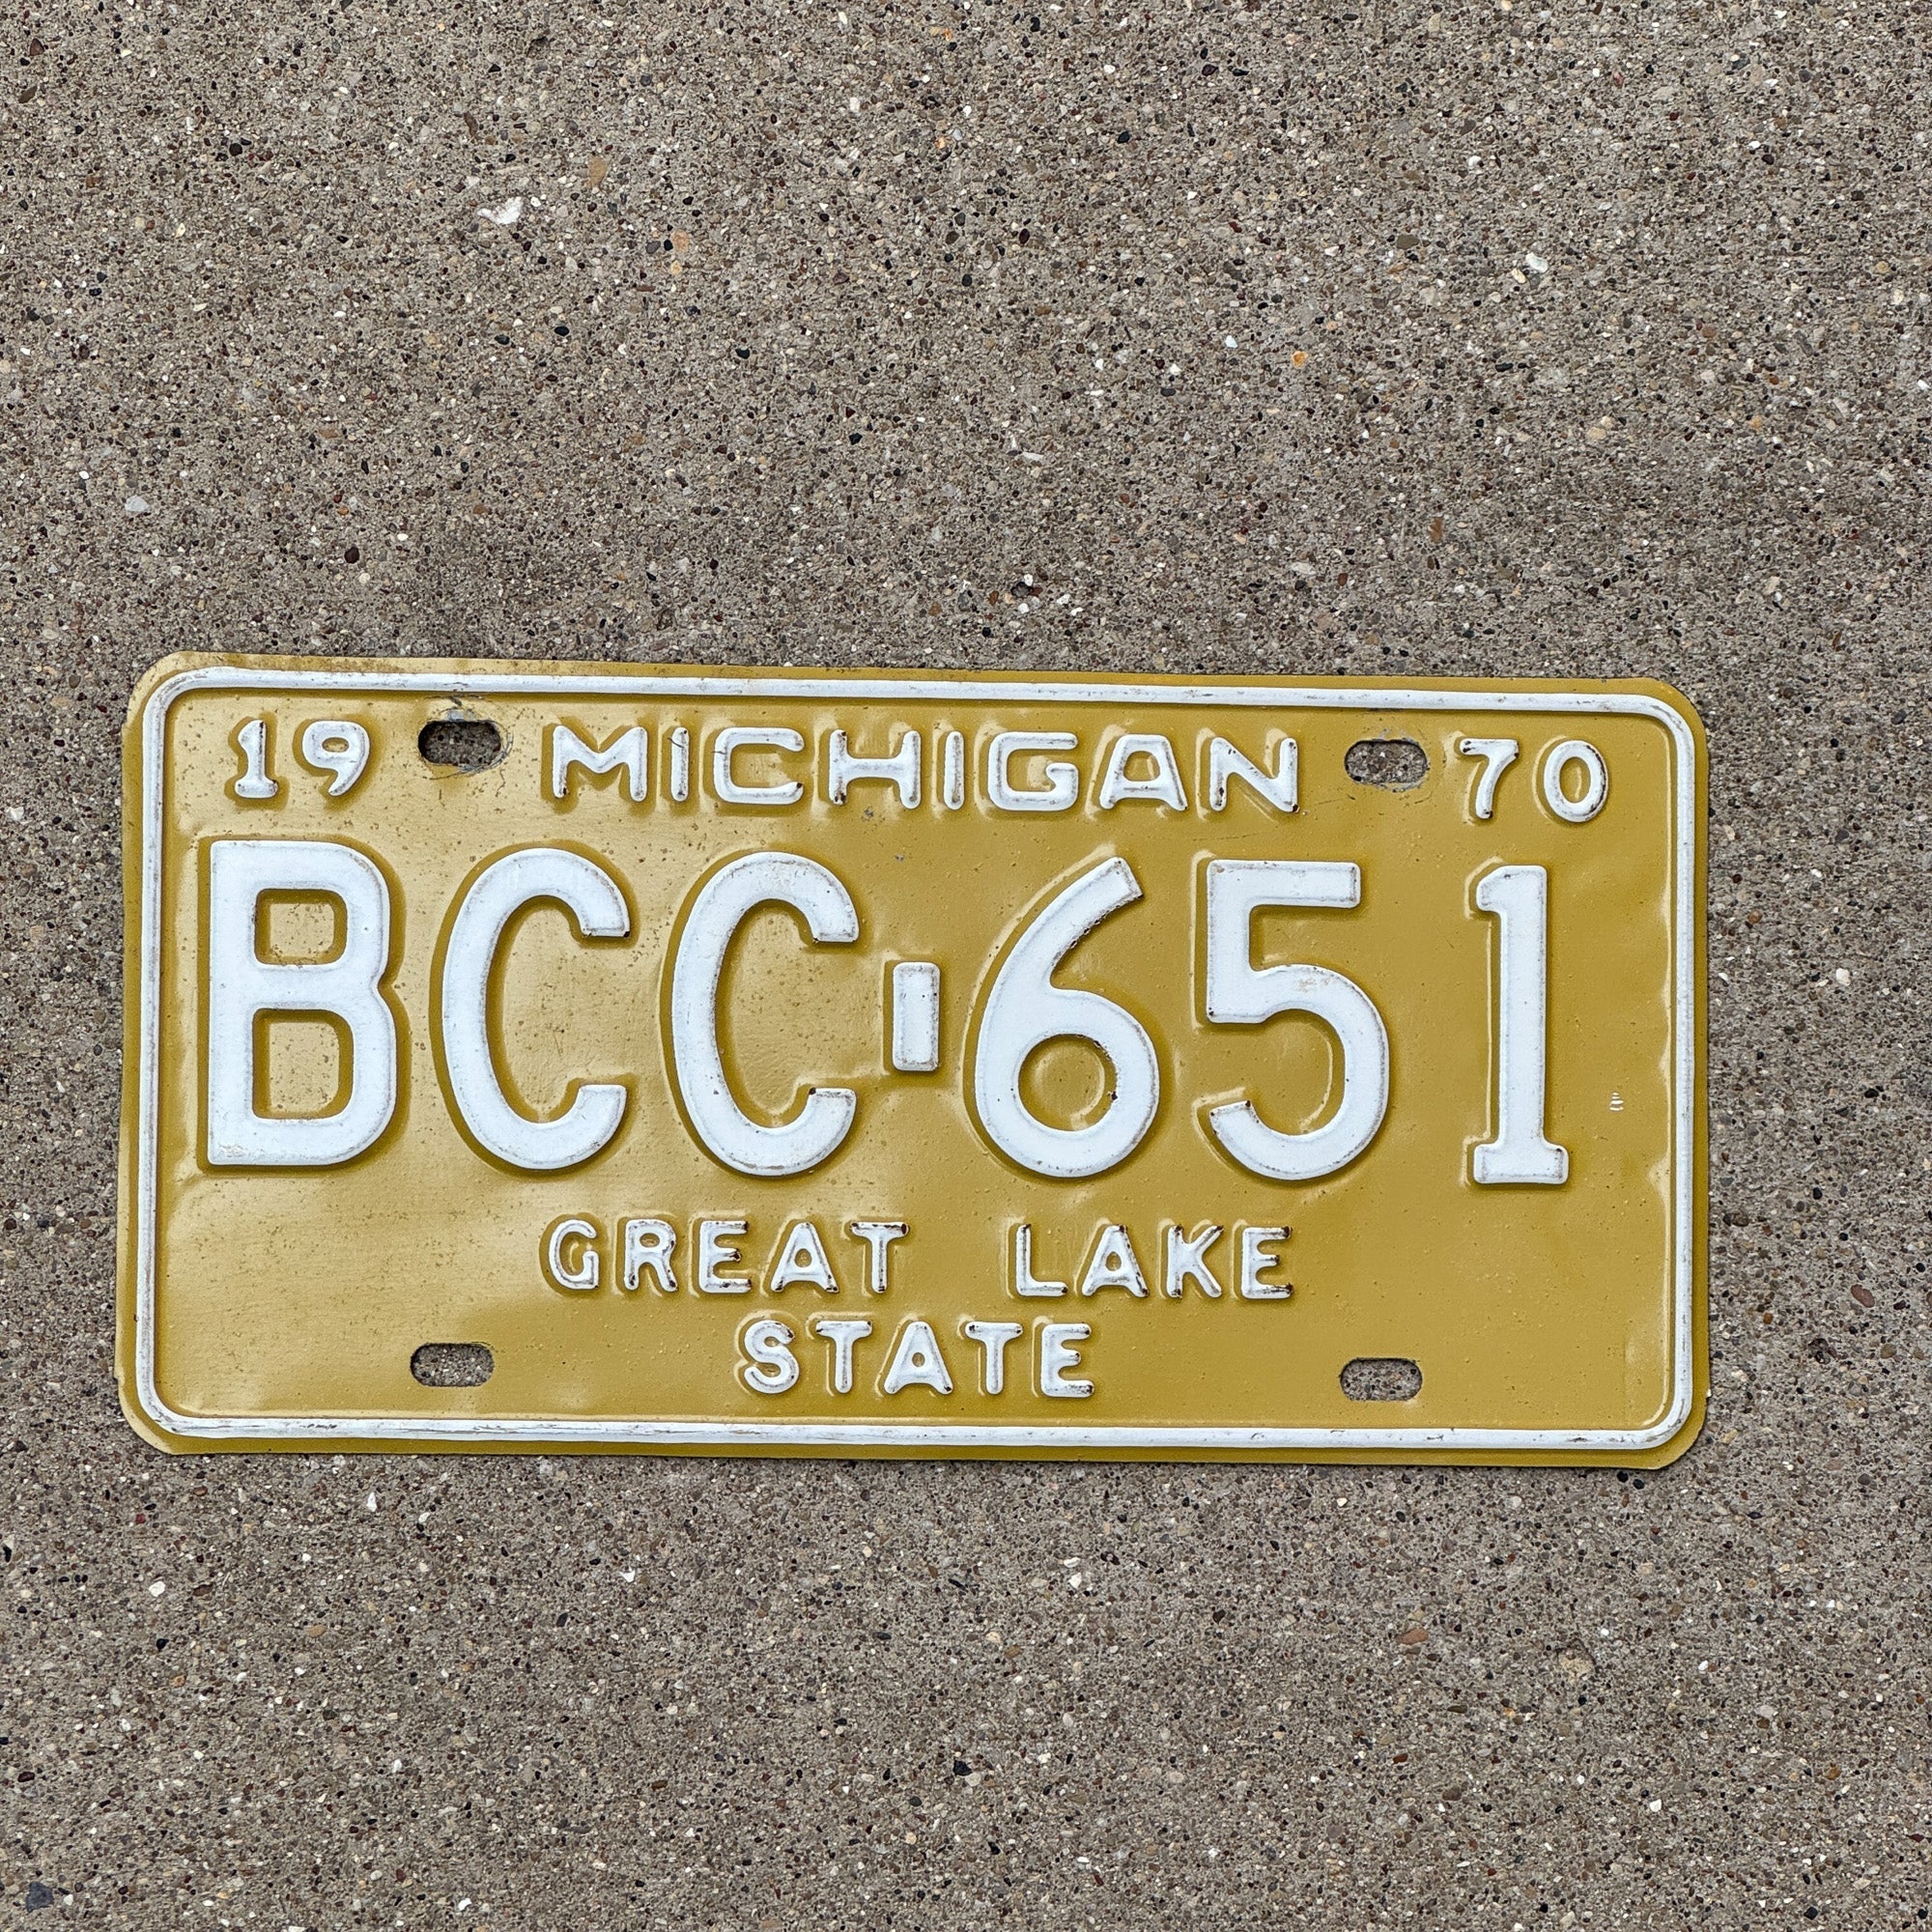 19 MICHIGAN 70
BCC-651
GREAT LAKE
STATE